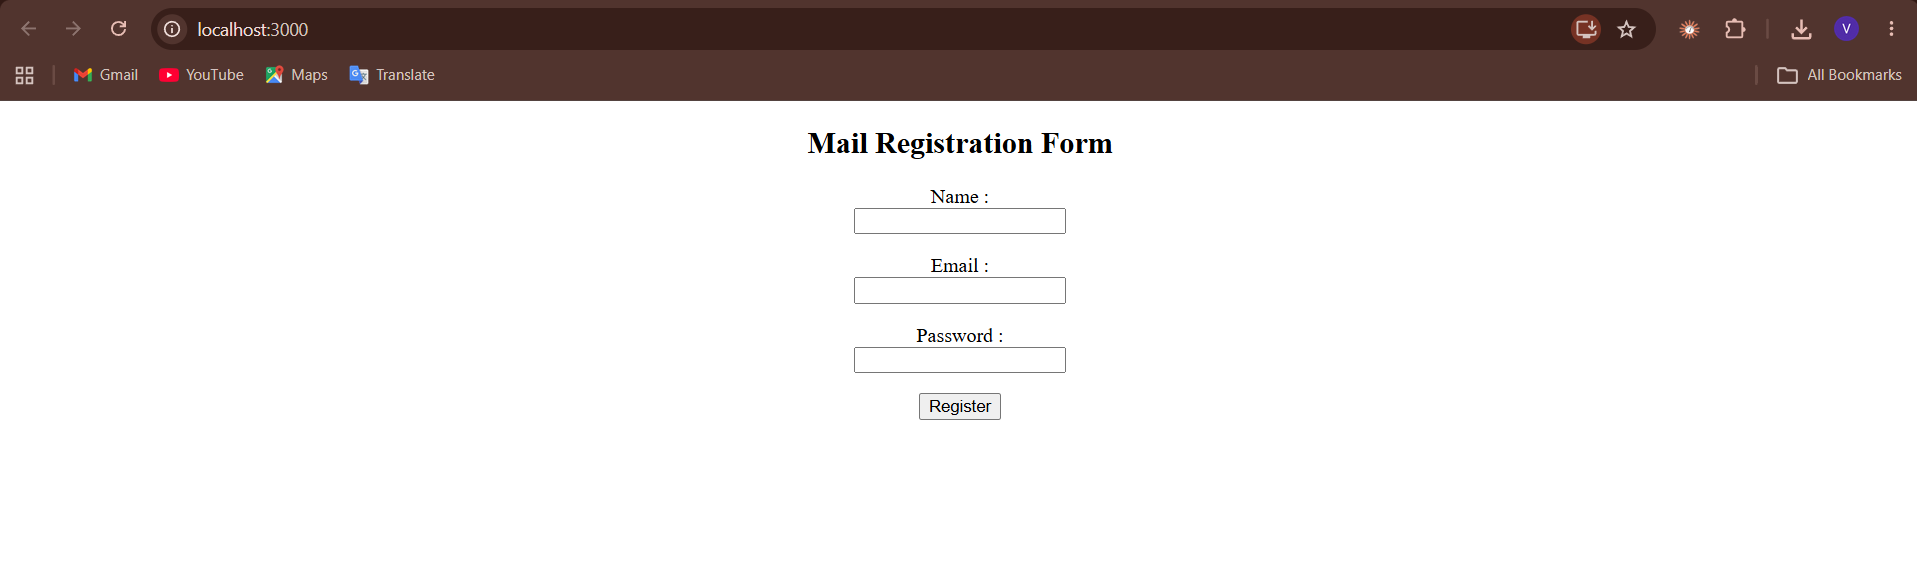 localhost:3000
V
Gmail
YouTube
Maps
Translate
All Bookmarks
Mail Registration Form
Name :
Email :
Password :
Register